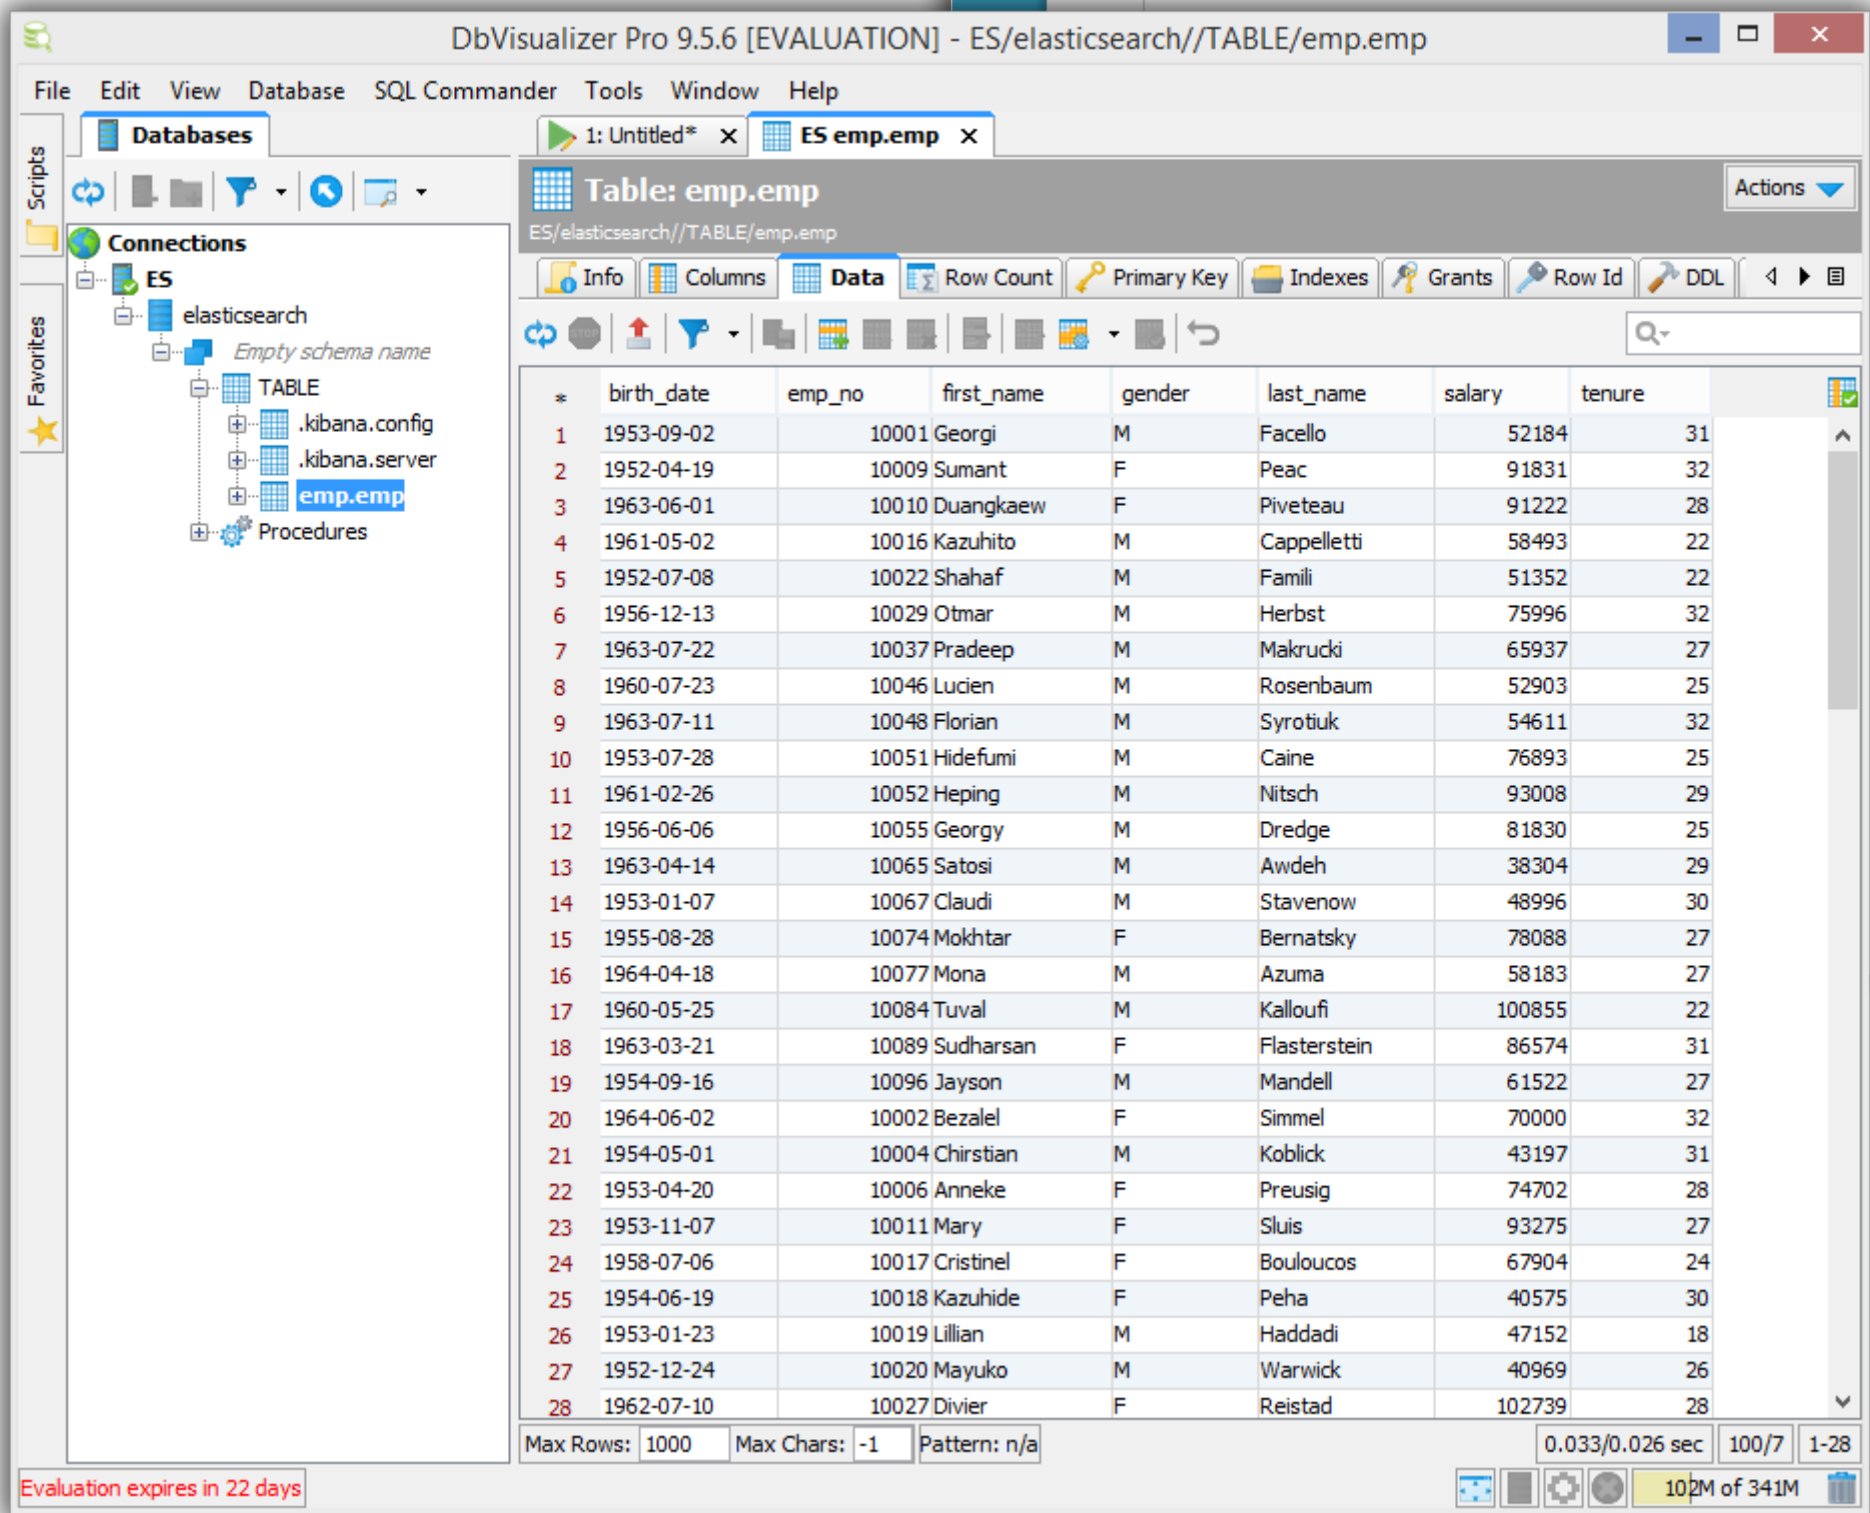 DbVisualizer Pro 9.5.6 [EVALUATION] - ES/elasticsearch//TABLE/emp.emp
File Edit View Database SQL Commander Tools Window Help
Scripts
Favorites
Databases
Connections
ES
elasticsearch
Empty schema name
TABLE
.kibana.config
.kibana.server
emp.emp
Procedures
1: Untitled* ES emp.emp
Table: emp.emp
Actions
ES/elasticsearch//TABLE/emp.emp
Info Columns Data Row Count Primary Key Indexes Grants Row Id DDL
STOP
* birth_date emp_no first_name gender last_name salary tenure
1 1953-09-02 10001 Georgi M Facello 52184 31
2 1952-04-19 10009 Sumant F Peac 91831 32
3 1963-06-01 10010 Duangkaew F Piveteau 91222 28
4 1961-05-02 10016 Kazuhito M Cappelletti 58493 22
5 1952-07-08 10022 Shahaf M Famili 51352 22
6 1956-12-13 10029 Otmar M Herbst 75996 32
7 1963-07-22 10037 Pradeep M Makrucki 65937 27
8 1960-07-23 10046 Lucien M Rosenbaum 52903 25
9 1963-07-11 10048 Florian M Syrotiuk 54611 32
10 1953-07-28 10051 Hidefumi M Caine 76893 25
11 1961-02-26 10052 Heping M Nitsch 93008 29
12 1956-06-06 10055 Georgy M Dredge 81830 25
13 1963-04-14 10065 Satosi M Awdeh 38304 29
14 1953-01-07 10067 Claudi M Stavenow 48996 30
15 1955-08-28 10074 Mokhtar F Bernatsky 78088 27
16 1964-04-18 10077 Mona M Azuma 58183 27
17 1960-05-25 10084 Tuval M Kalloufi 100855 22
18 1963-03-21 10089 Sudharsan F Flasterstein 86574 31
19 1954-09-16 10096 Jayson M Mandell 61522 27
20 1964-06-02 10002 Bezalel F Simmel 70000 32
21 1954-05-01 10004 Chirstian M Koblick 43197 31
22 1953-04-20 10006 Anneke F Preusig 74702 28
23 1953-11-07 10011 Mary F Sluis 93275 27
24 1958-07-06 10017 Cristinel F Bouloucos 67904 24
25 1954-06-19 10018 Kazuhide F Peha 40575 30
26 1953-01-23 10019 Lillian M Haddadi 47152 18
27 1952-12-24 10020 Mayuko M Warwick 40969 26
28 1962-07-10 10027 Divier F Reistad 102739 28
Max Rows: 1000 Max Chars: -1 Pattern: n/a 0.033/0.026 sec 100/7 1-28
Evaluation expires in 22 days 102M of 341M